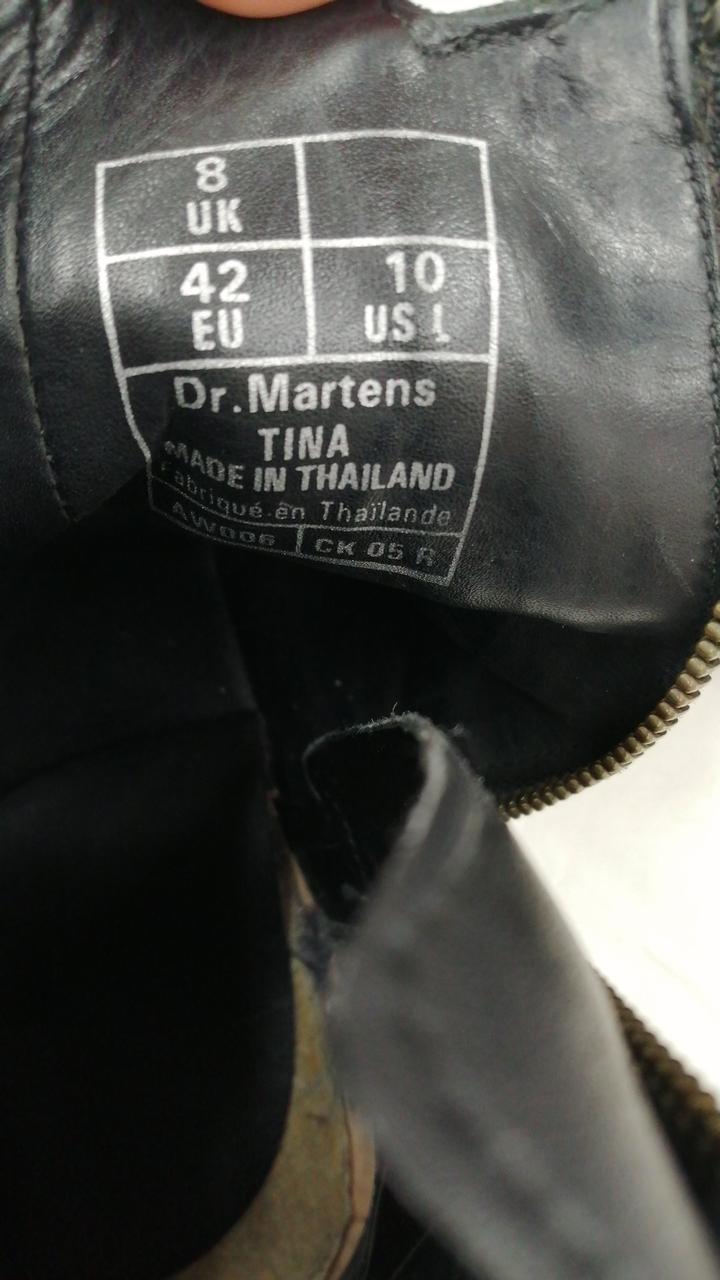 8
UK
42 10
EU US L
Dr.Martens
TINA
MADE IN THAILAND
Fabriqué en Thaïlande
AW006 CK 05 R